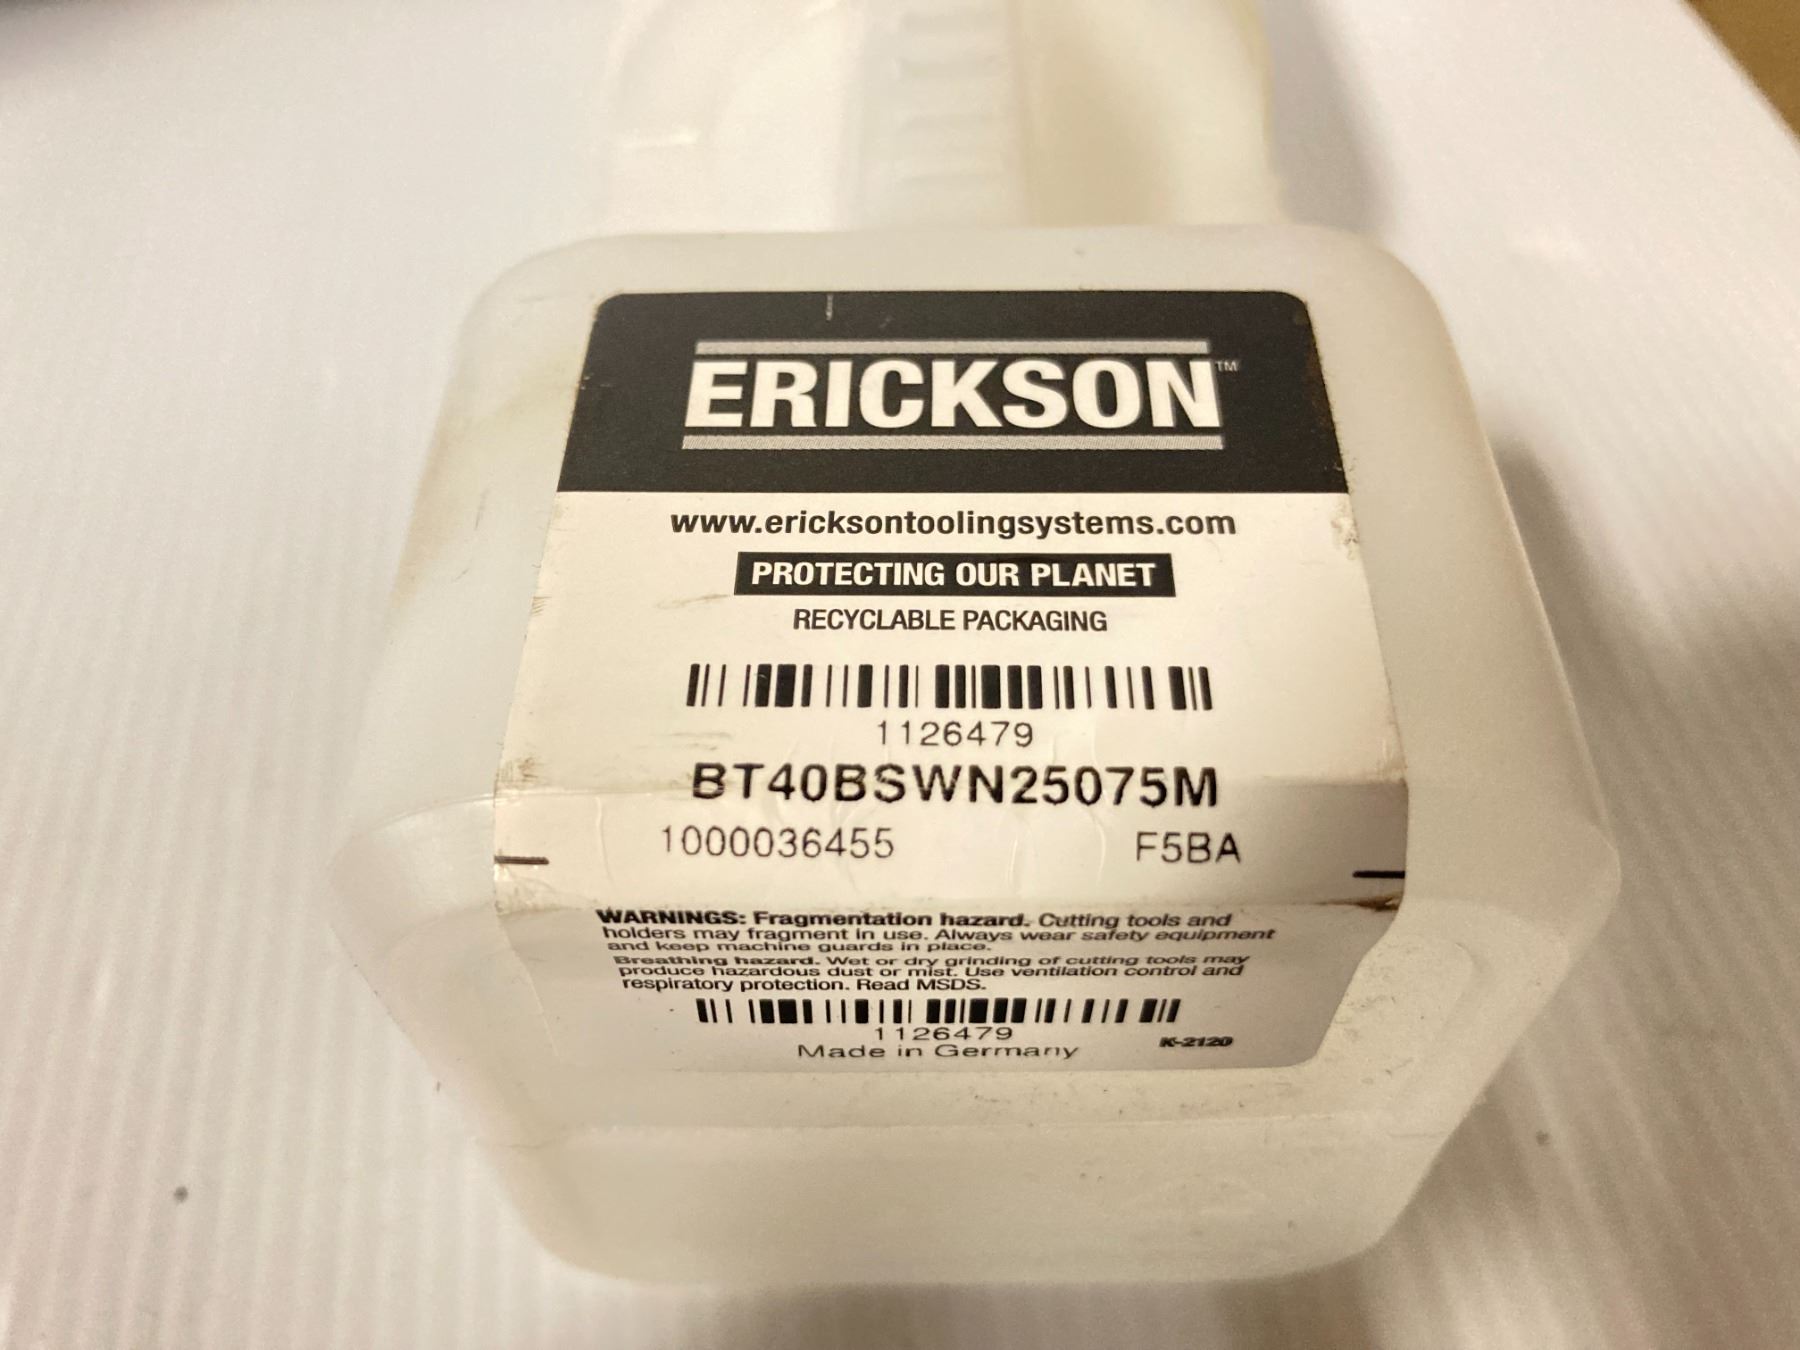 ERICKSON™
www.ericksontoolingsystems.com
PROTECTING OUR PLANET
RECYCLABLE PACKAGING
1126479
BT40BSWN25075M
1000036455 F5BA
WARNINGS: Fragmentation hazard. Cutting tools and
holders may fragment in use. Always wear safety equipment
and keep machine guards in place.
Breathing hazard. Wet or dry grinding of cutting tools may
produce hazardous dust or mist. Use ventilation control and
respiratory protection. Read MSDS.
1126479
Made in Germany K-2120